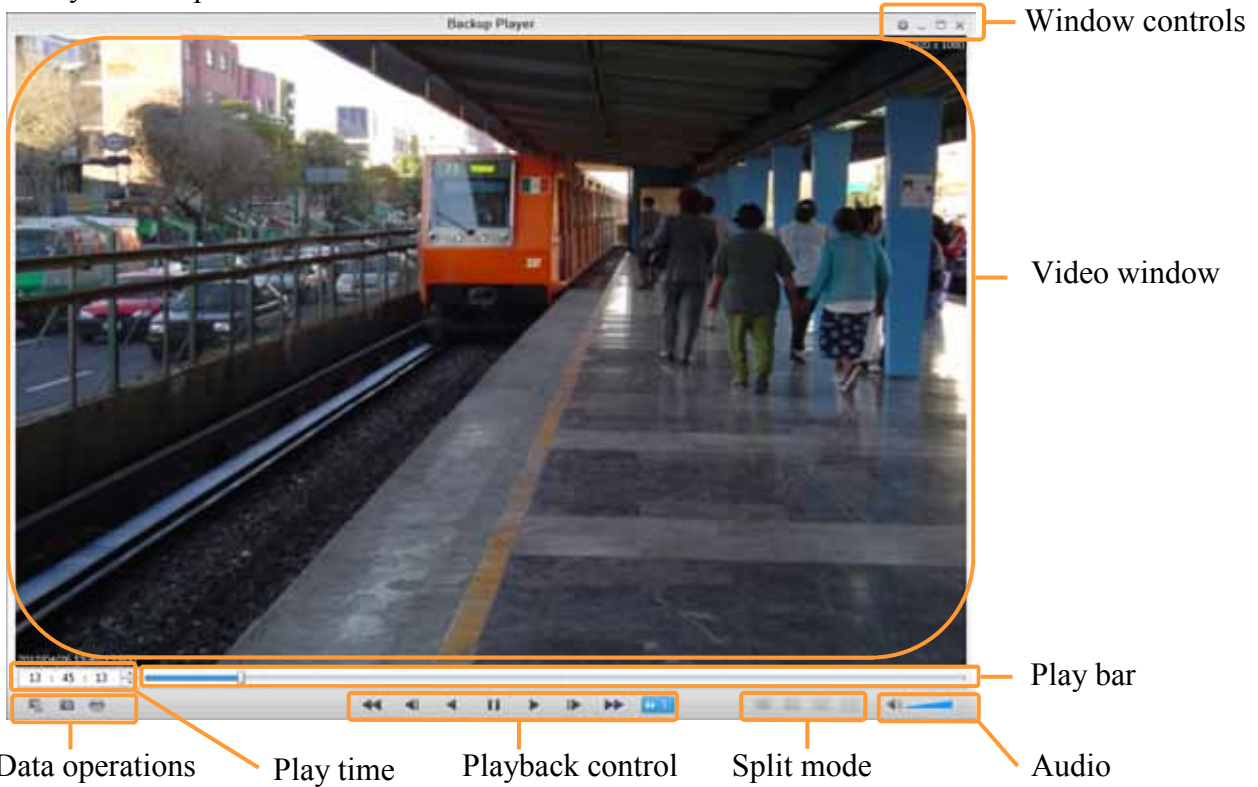 Backup Player
Window controls
Video window
13 : 45 : 13
Play bar
Data operations
Play time
Playback control
Split mode
Audio